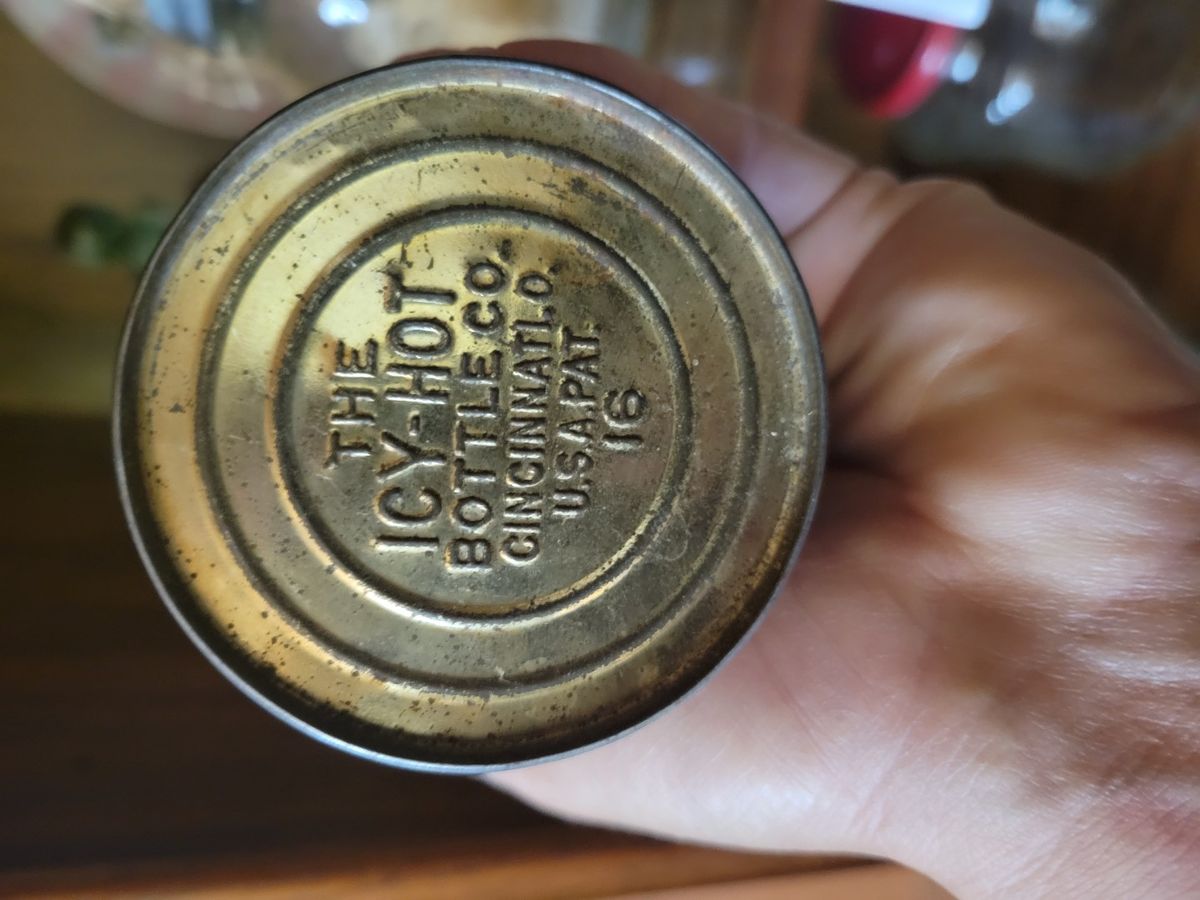 THE
ICY-HOT
BOTTLE CO.
CINCINNATI.O.
U.S.A.PAT.
16